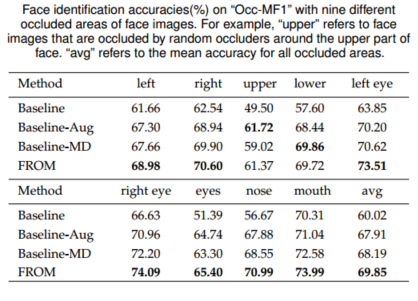 Face identification accuracies(%) on “Occ-MF1” with nine different
occluded areas of face images. For example, “upper” refers to face
images that are occluded by random occluders around the upper part of
face. “avg” refers to the mean accuracy for all occluded areas.
Method left right upper lower left eye
Baseline 61.66 62.54 49.50 57.60 63.85
Baseline-Aug 67.30 68.94 61.72 68.44 70.20
Baseline-MD 67.66 69.90 59.02 69.86 70.62
FROM 68.98 70.60 61.37 69.72 73.51
Method right eye eyes nose mouth avg
Baseline 66.63 51.39 56.67 70.31 60.02
Baseline-Aug 70.96 64.74 67.88 71.04 67.91
Baseline-MD 72.20 63.30 68.55 72.58 68.19
FROM 74.09 65.40 70.99 73.99 69.85